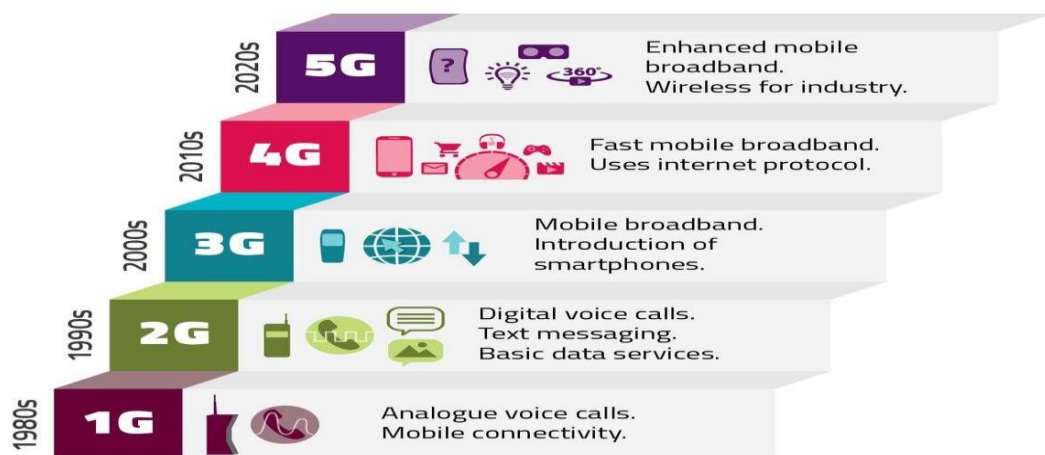 2020s
5G
?
360°
Enhanced mobile
broadband.
Wireless for industry.
2010s
4G
Fast mobile broadband.
Uses internet protocol.
2000s
3G
Mobile broadband.
Introduction of
smartphones.
1990s
2G
Digital voice calls.
Text messaging.
Basic data services.
1980s
1G
Analogue voice calls.
Mobile connectivity.